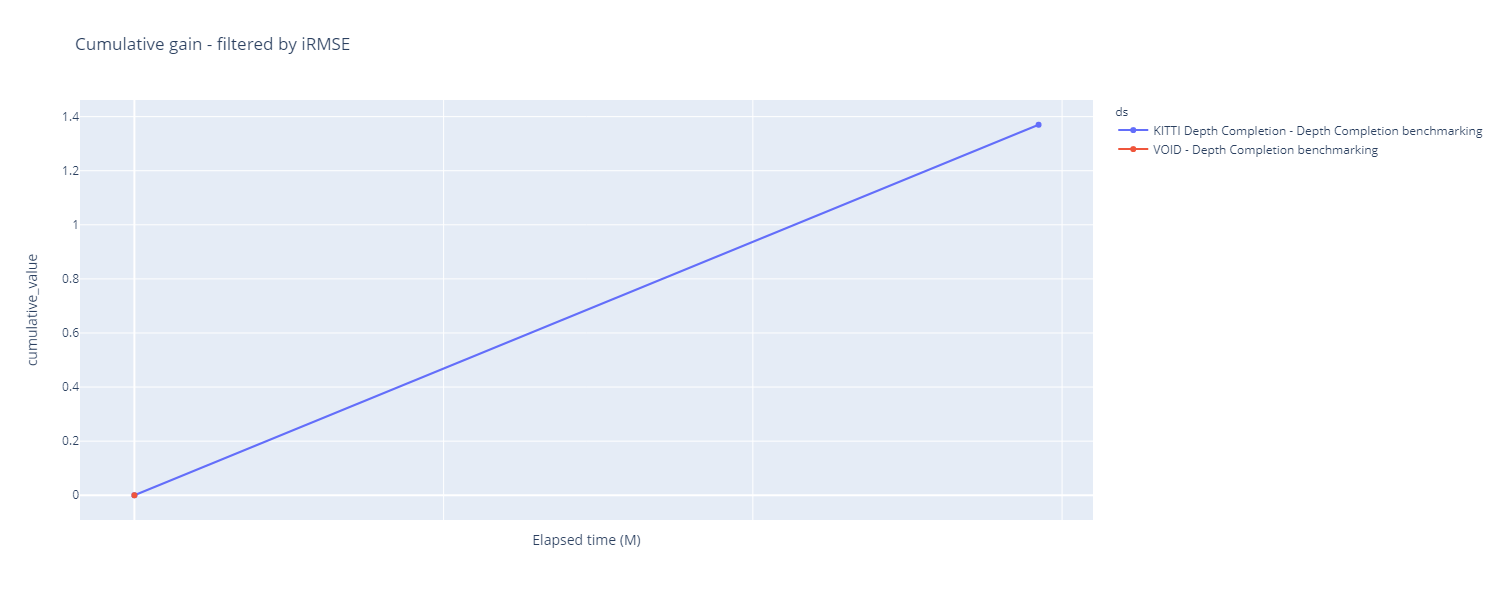 Cumulative gain - filtered by iRMSE
ds
KITTI Depth Completion - Depth Completion benchmarking
VOID - Depth Completion benchmarking
1.4
1.2
1
0.8
0.6
0.4
0.2
0
cumulative_value
Elapsed time (M)